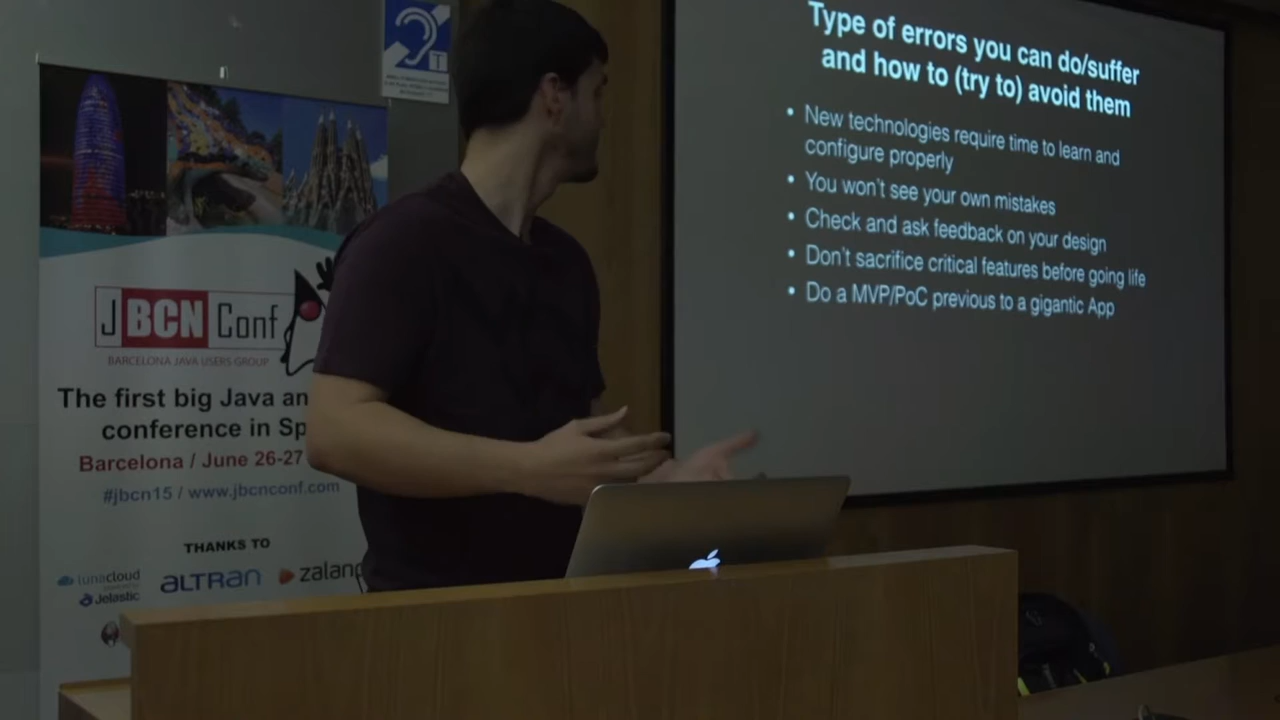 Type of errors you can do/suffer
and how to (try to) avoid them
• New technologies require time to learn and
configure properly
• You won't see your own mistakes
• Check and ask feedback on your design
• Don't sacrifice critical features before going life
• Do a MVP/PoC previous to a gigantic App
T
JBCNConf
BARCELONA JAVA USERS GROUP
The first big Java an
conference in Sp
Barcelona / June 26-27
#jbcn15 / www.jbcnconf.com
THANKS TO
lunacloud
Jelastic
ALTRAN
zalan